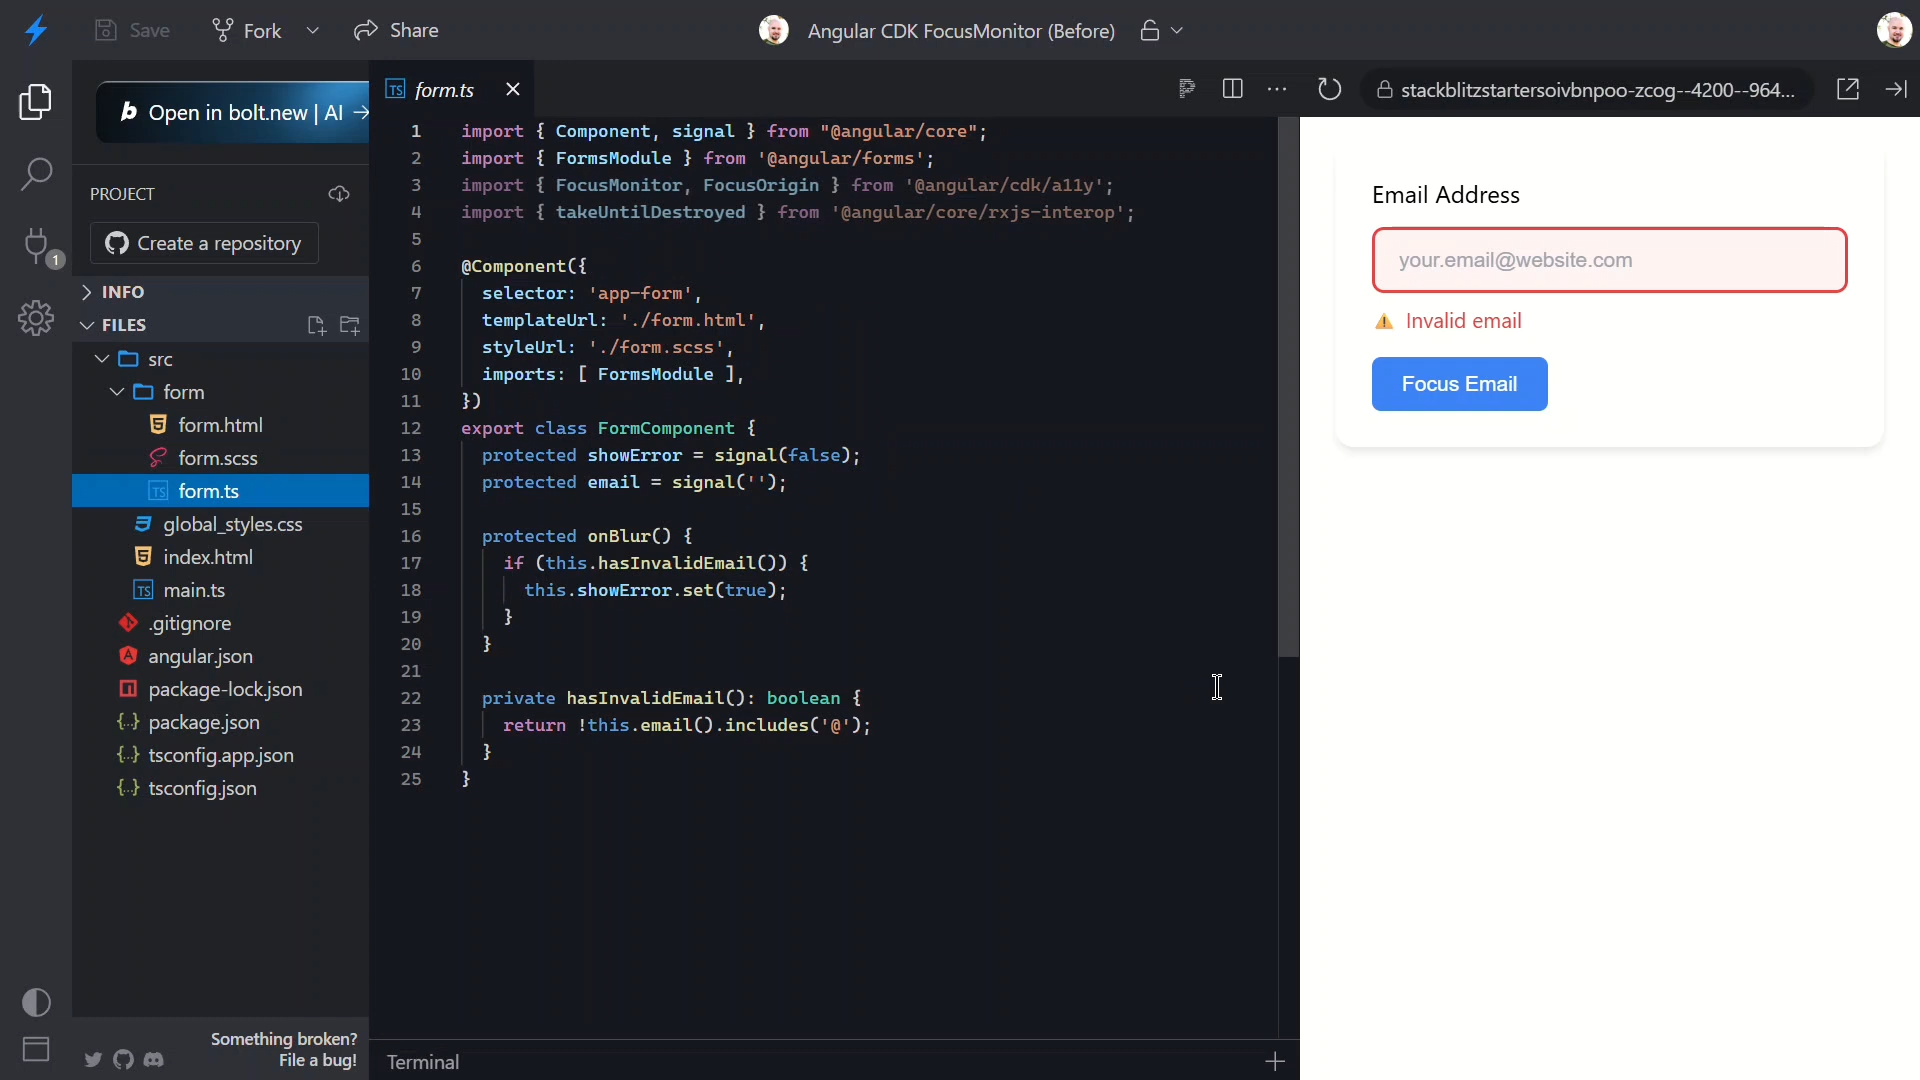 Save
Fork
Share
Angular CDK FocusMonitor (Before)
b Open in bolt.new | AI →
PROJECT
Create a repository
1
INFO
FILES
src
form
form.html
form.scss
TS form.ts
global_styles.css
index.html
TS main.ts
.gitignore
angular.json
package-lock.json
{··} package.json
{··} tsconfig.app.json
{··} tsconfig.json
Something broken?
File a bug!
TS form.ts
stackblitzstartersoivbnpoo-zcog--4200--964...
1 import { Component, signal } from "@angular/core";
2 import { FormsModule } from '@angular/forms';
3 import { FocusMonitor, FocusOrigin } from '@angular/cdk/a11y';
4 import { takeUntilDestroyed } from '@angular/core/rxjs-interop';
5
6 @Component({
7 selector: 'app-form',
8 templateUrl: './form.html',
9 styleUrl: './form.scss',
10 imports: [ FormsModule ],
11 })
12 export class FormComponent {
13 protected showError = signal(false);
14 protected email = signal('');
15
16 protected onBlur() {
17 if (this.hasInvalidEmail()) {
18 this.showError.set(true);
19 }
20 }
21
22 private hasInvalidEmail(): boolean {
23 return !this.email().includes('@');
24 }
25 }
Terminal
Email Address
your.email@website.com
Invalid email
Focus Email